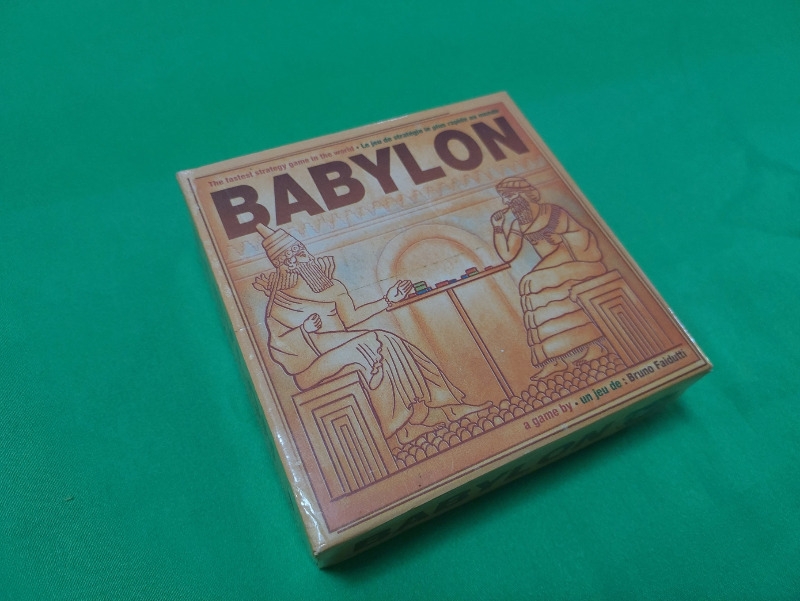 The fastest strategy game in the world • Le jeu de stratégie le plus rapide au monde
BABYLON
a game by • un jeu de : Bruno Faidutti
BABYLON